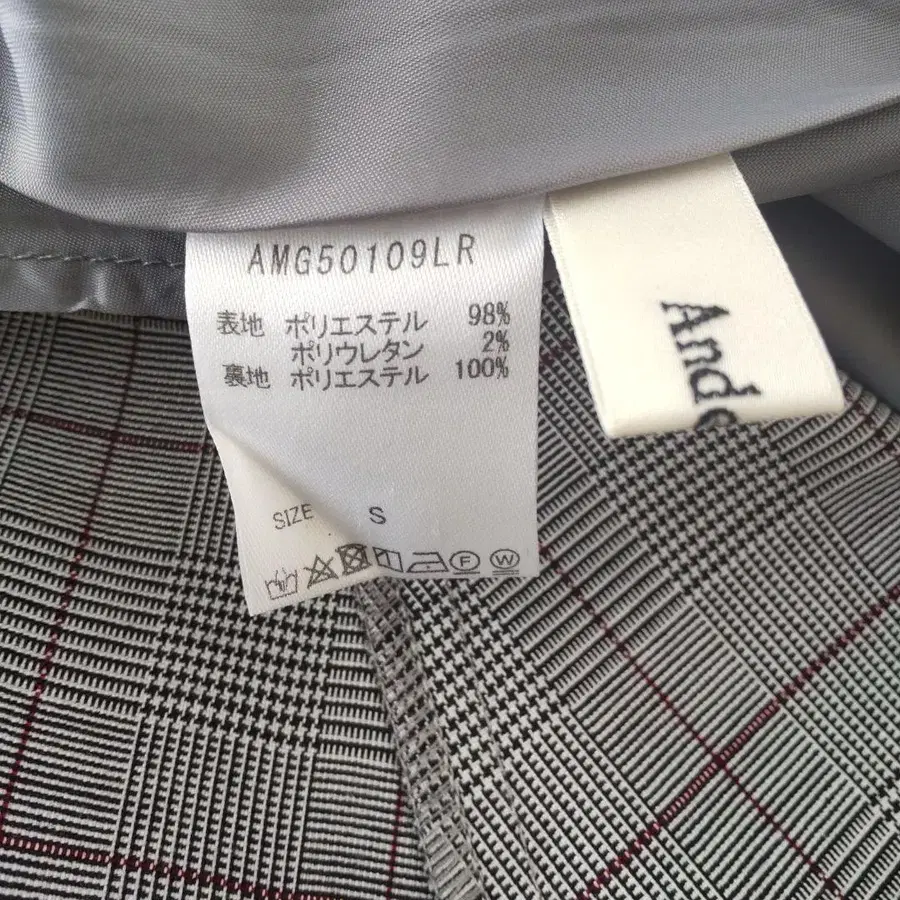 AMG50109LR
表地 ポリエステル 98%
ポリウレタン 2%
裏地 ポリエステル 100%
SIZE S
F W